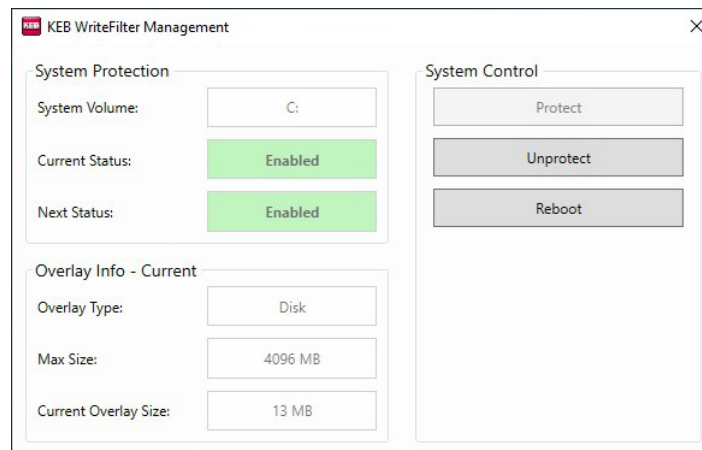 KEB WriteFilter Management
System Protection
System Volume: C:
Current Status: Enabled
Next Status: Enabled
Overlay Info - Current
Overlay Type: Disk
Max Size: 4096 MB
Current Overlay Size: 13 MB
System Control
Protect
Unprotect
Reboot